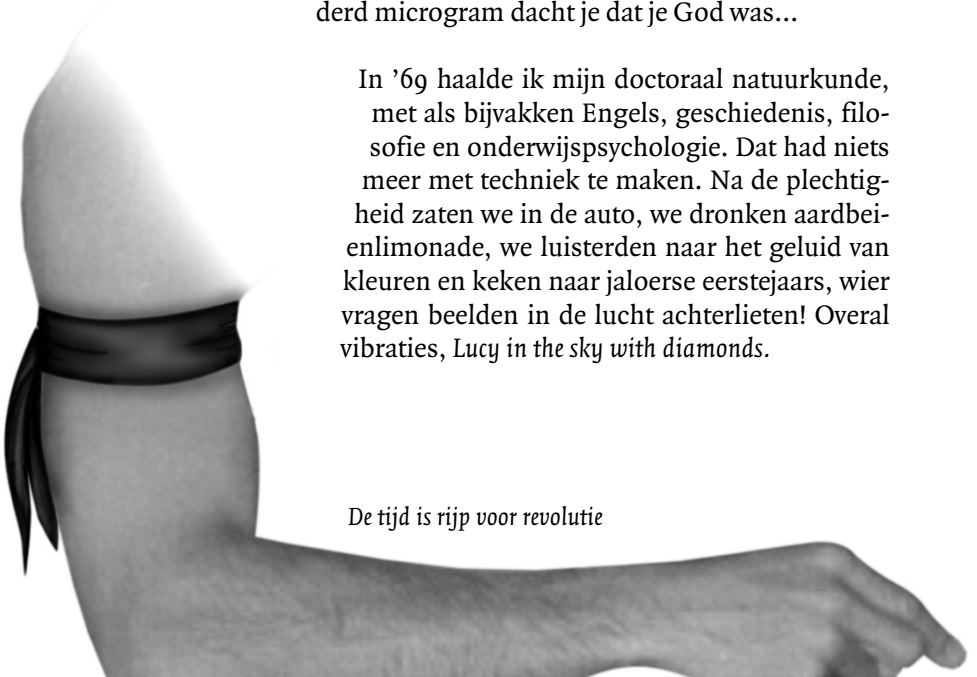 derd microgram dacht je dat je God was...
In ’69 haalde ik mijn doctoraal natuurkunde,
met als bijvakken Engels, geschiedenis, filo-
sofie en onderwijspsychologie. Dat had niets
meer met techniek te maken. Na de plechtig-
heid zaten we in de auto, we dronken aardbei-
enlimonade, we luisterden naar het geluid van
kleuren en keken naar jaloerse eerstejaars, wier
vragen beelden in de lucht achterlieten! Overal
vibraties, Lucy in the sky with diamonds.
De tijd is rijp voor revolutie